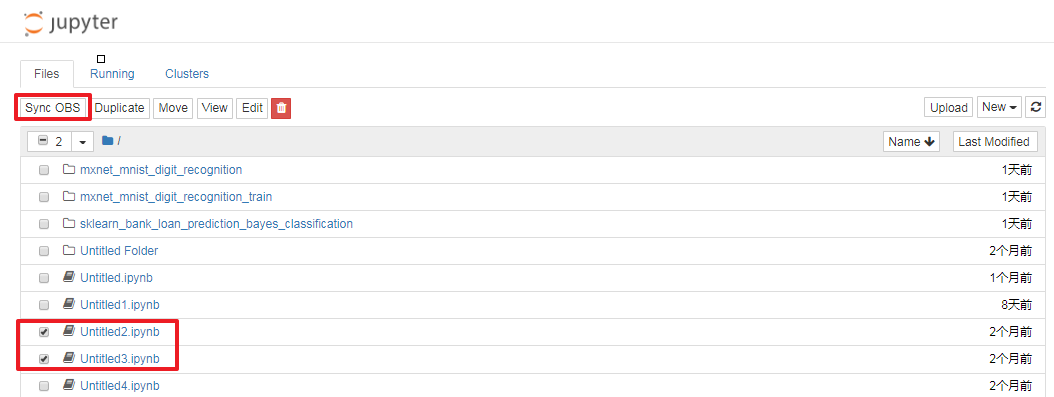 jupyter
Files Running Clusters
Sync OBS Duplicate Move View Edit Upload New
2 / Name Last Modified
mxnet_mnist_digit_recognition 1天前
mxnet_mnist_digit_recognition_train 1天前
sklearn_bank_loan_prediction_bayes_classification 1天前
Untitled Folder 2个月前
Untitled.ipynb 1个月前
Untitled1.ipynb 8天前
Untitled2.ipynb 2个月前
Untitled3.ipynb 2个月前
Untitled4.ipynb 2个月前